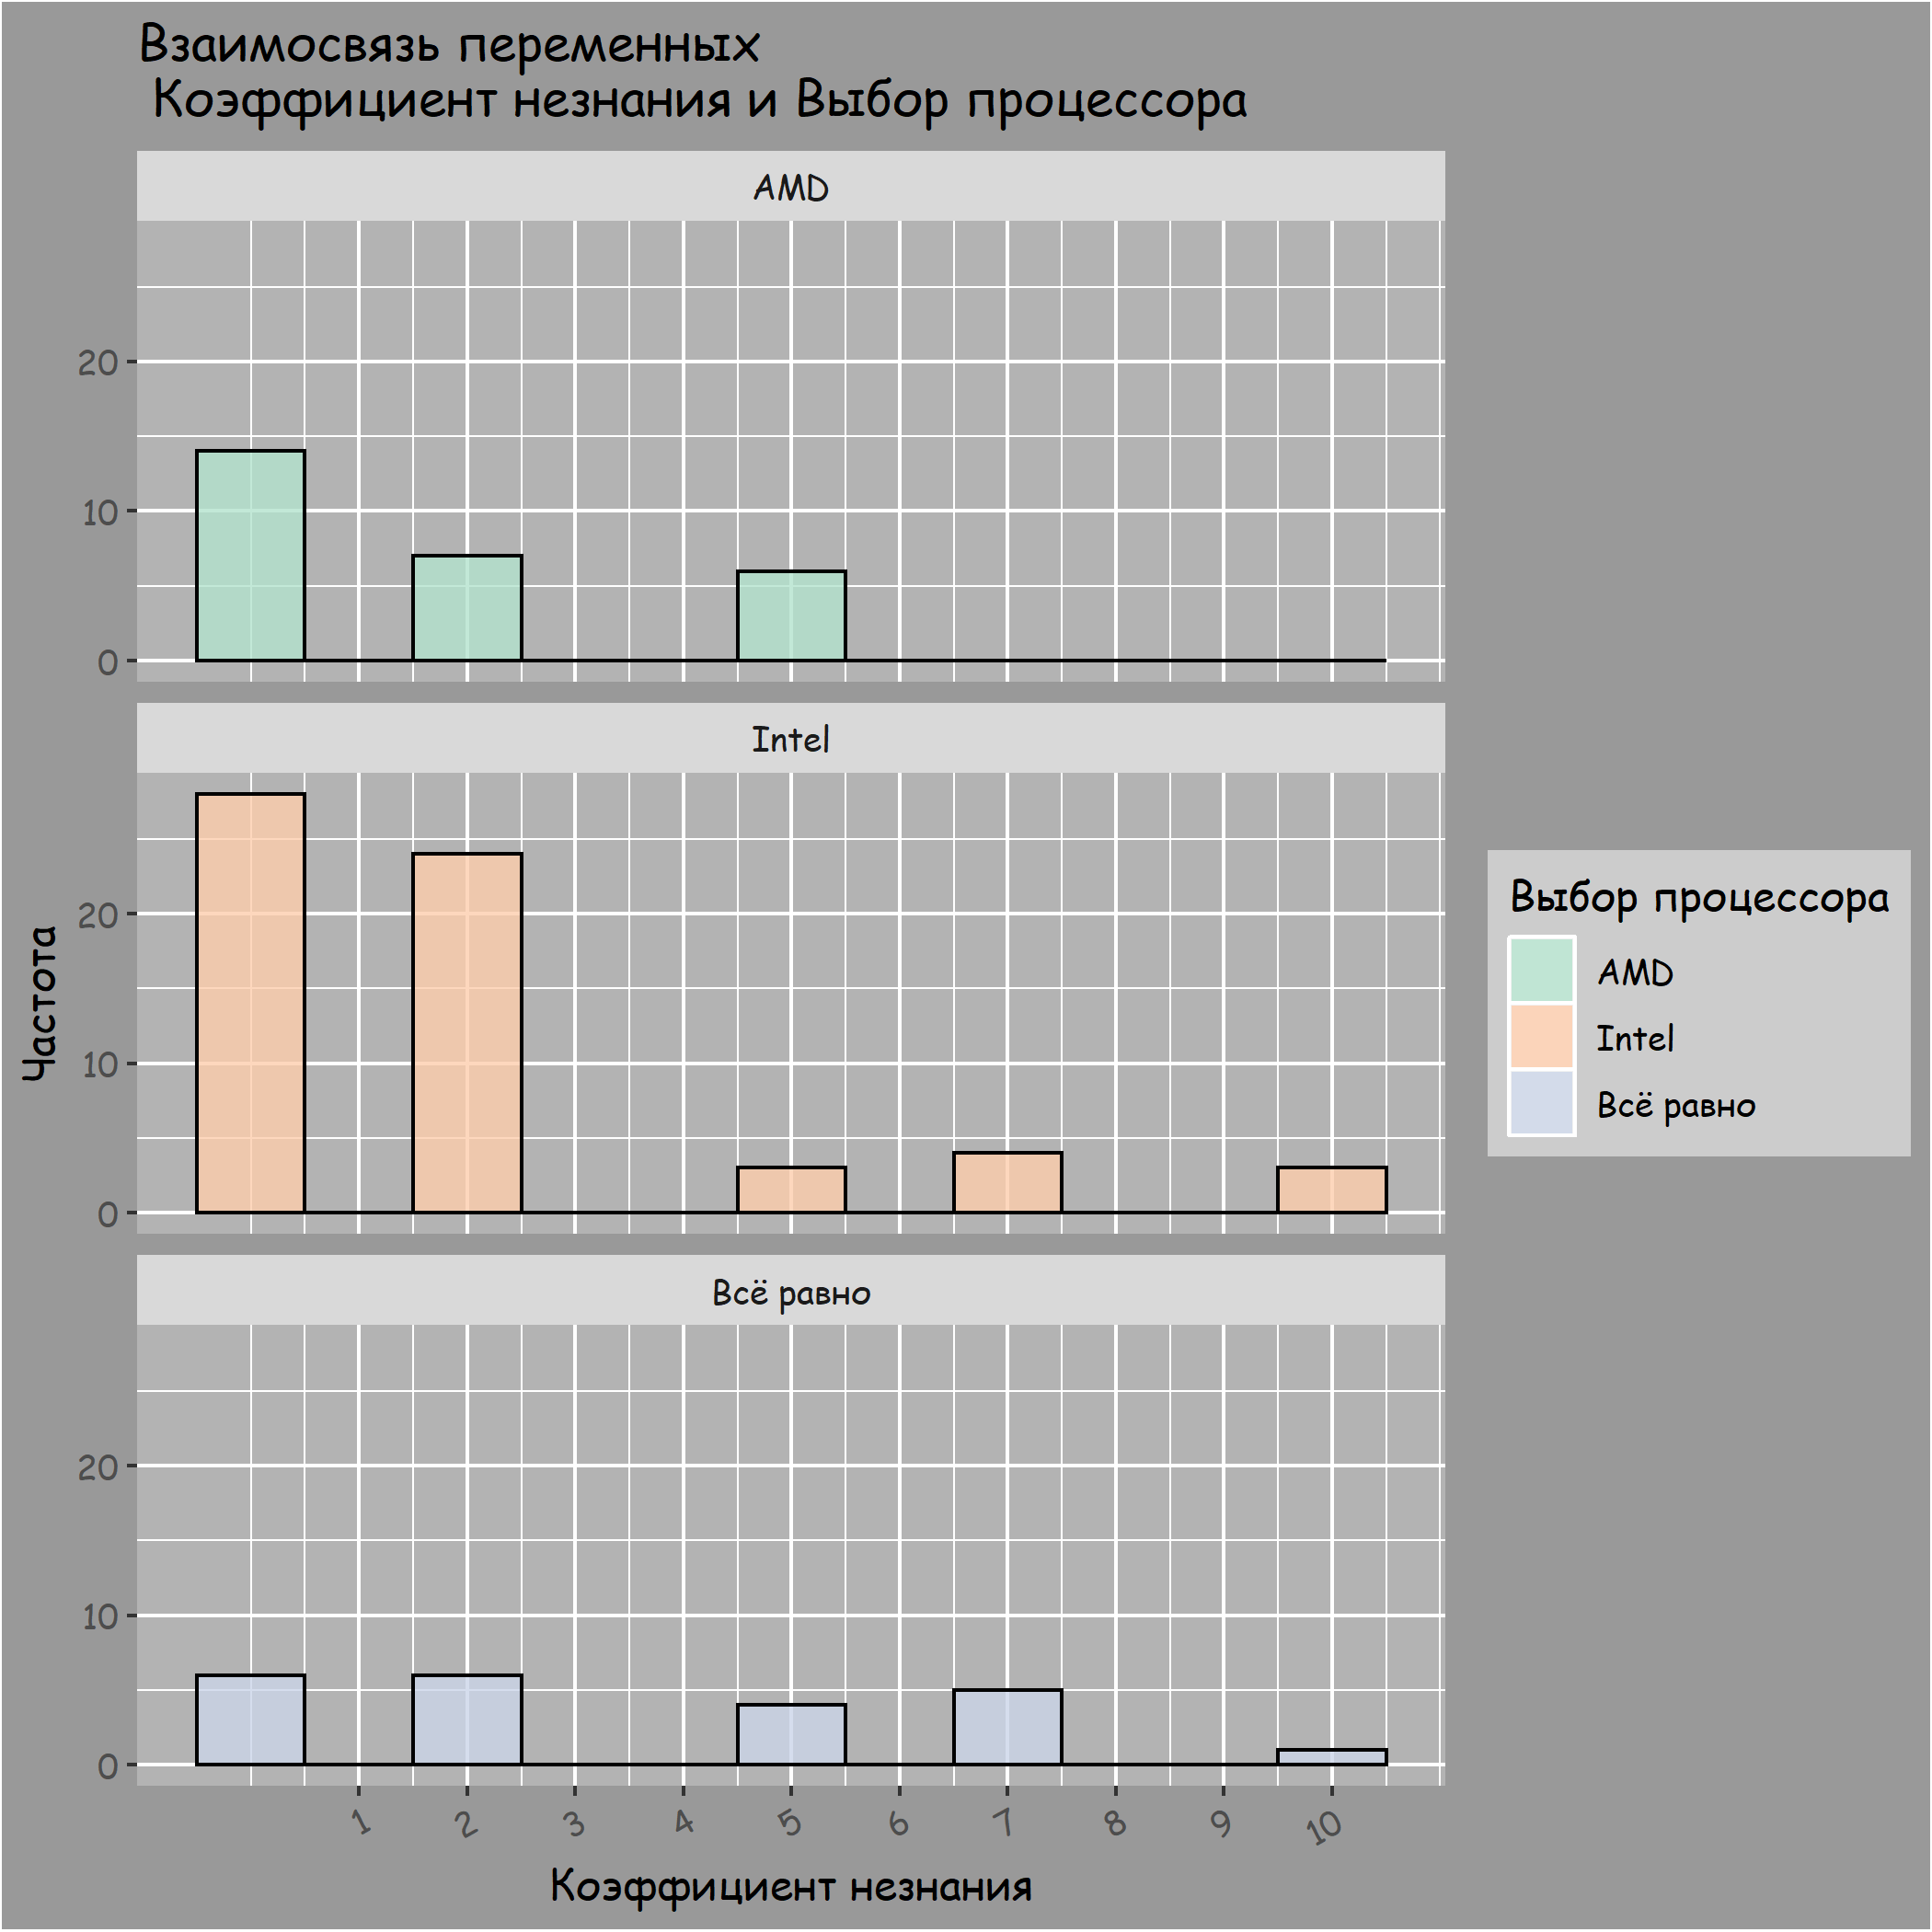 Взаимосвязь переменных
Коэффициент незнания и Выбор процессора
AMD
20
10
0
Intel
20
10
0
Всё равно
20
10
0
1 2 3 4 5 6 7 8 9 10
Коэффициент незнания
Частота
Выбор процессора
AMD
Intel
Всё равно